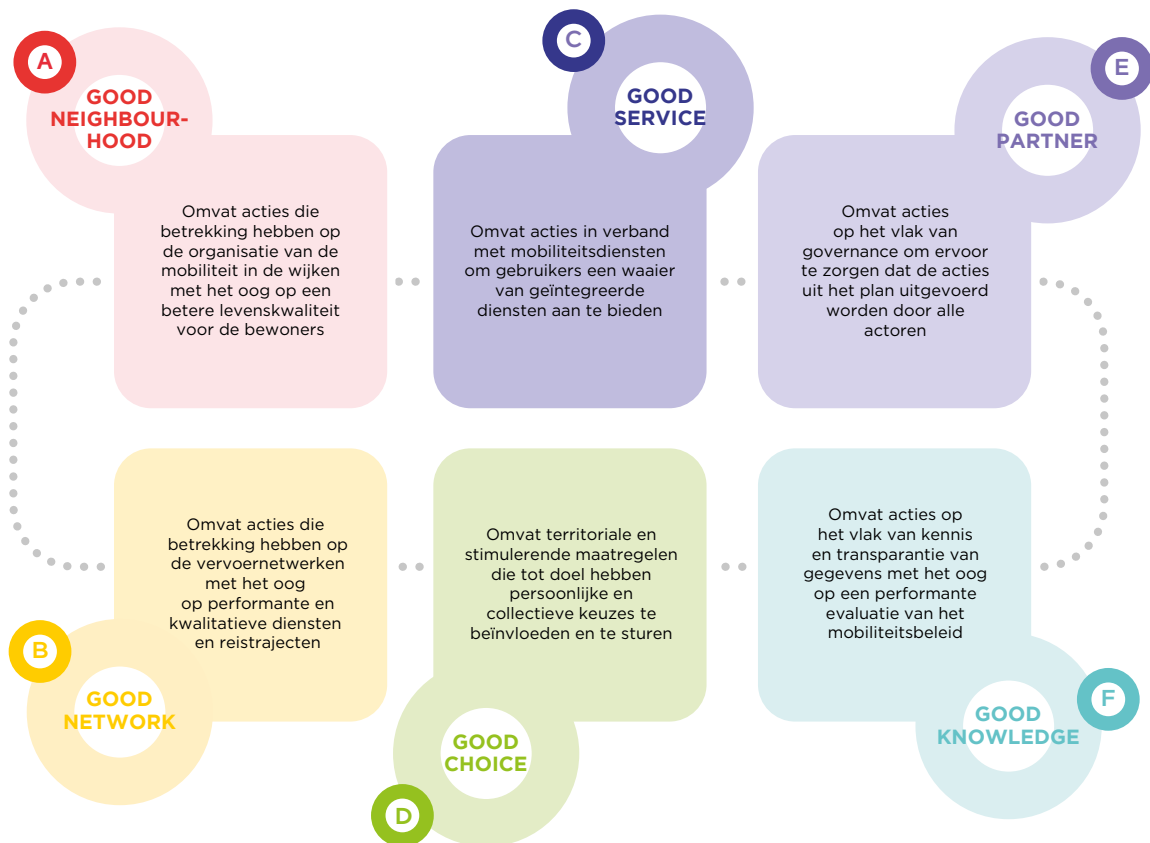 A
GOOD
NEIGHBOUR-
HOOD
Omvat acties die
betrekking hebben op
de organisatie van de
mobiliteit in de wijken
met het oog op een
betere levenskwaliteit
voor de bewoners
C
GOOD
SERVICE
Omvat acties in verband
met mobiliteitsdiensten
om gebruikers een waaier
van geïntegreerde
diensten aan te bieden
E
GOOD
PARTNER
Omvat acties
op het vlak van
governance om ervoor
te zorgen dat de acties
uit het plan uitgevoerd
worden door alle
actoren
Omvat acties die
betrekking hebben op
de vervoernetwerken
met het oog
op performante en
kwalitatieve diensten
en reistrajecten
B
GOOD
NETWORK
Omvat territoriale en
stimulerende maatregelen
die tot doel hebben
persoonlijke en
collectieve keuzes te
beïnvloeden en te sturen
GOOD
CHOICE
D
Omvat acties op
het vlak van kennis
en transparantie van
gegevens met het oog
op een performante
evaluatie van het
mobiliteitsbeleid
F
GOOD
KNOWLEDGE